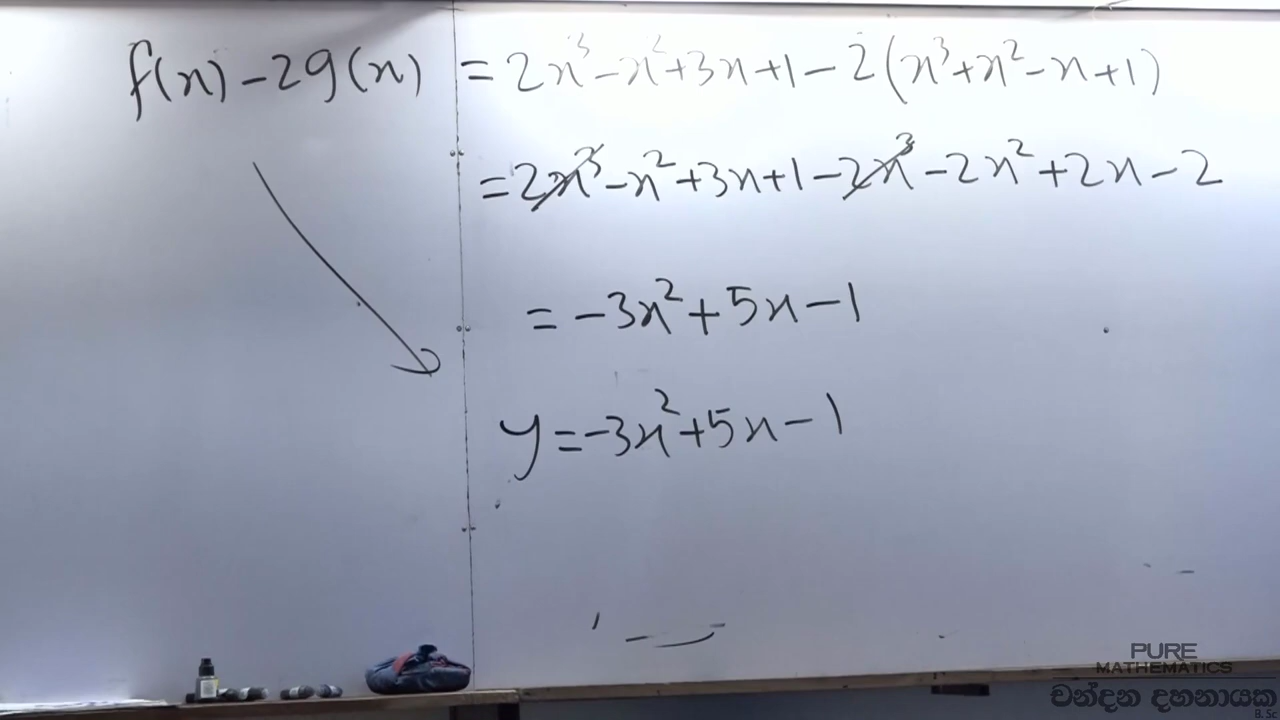 f(x) - 2g(x) = 2x³ - x² + 3x + 1 - 2(x³ + x² - x + 1)
= 2x³ - x² + 3x + 1 - 2x³ - 2x² + 2x - 2
= -3x² + 5x - 1
y = -3x² + 5x - 1
PURE
MATHEMATICS
චන්දන දහනායක
B.Sc